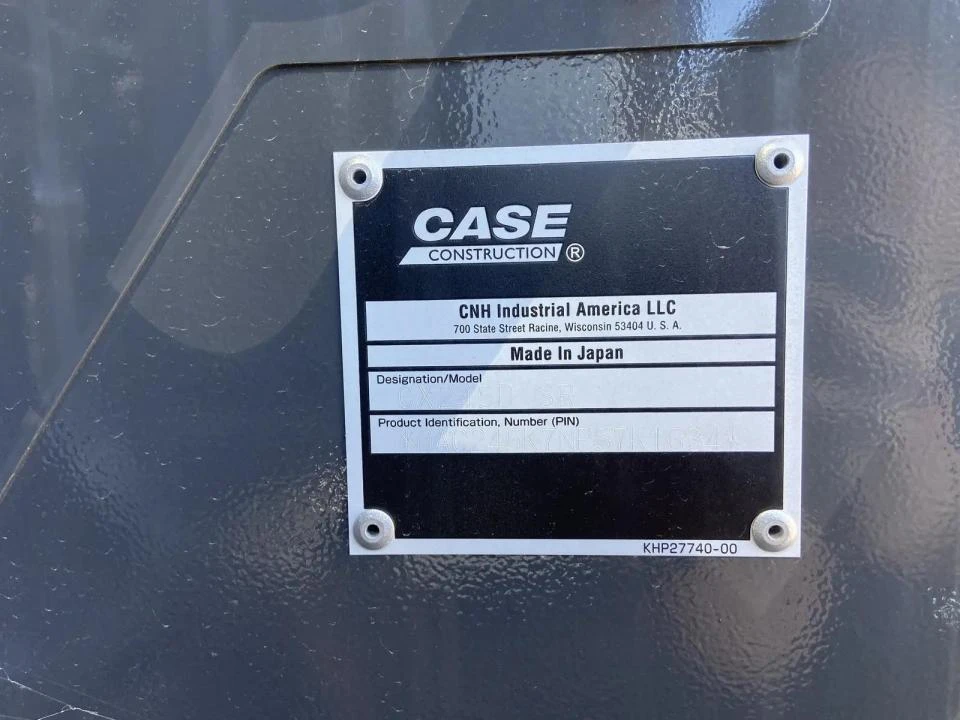 CASE
CONSTRUCTION ®
CNH Industrial America LLC
700 State Street Racine, Wisconsin 53404 U. S. A.
Made In Japan
Designation/Model
SR
Product Identification, Number (PIN)
KHP27740-00